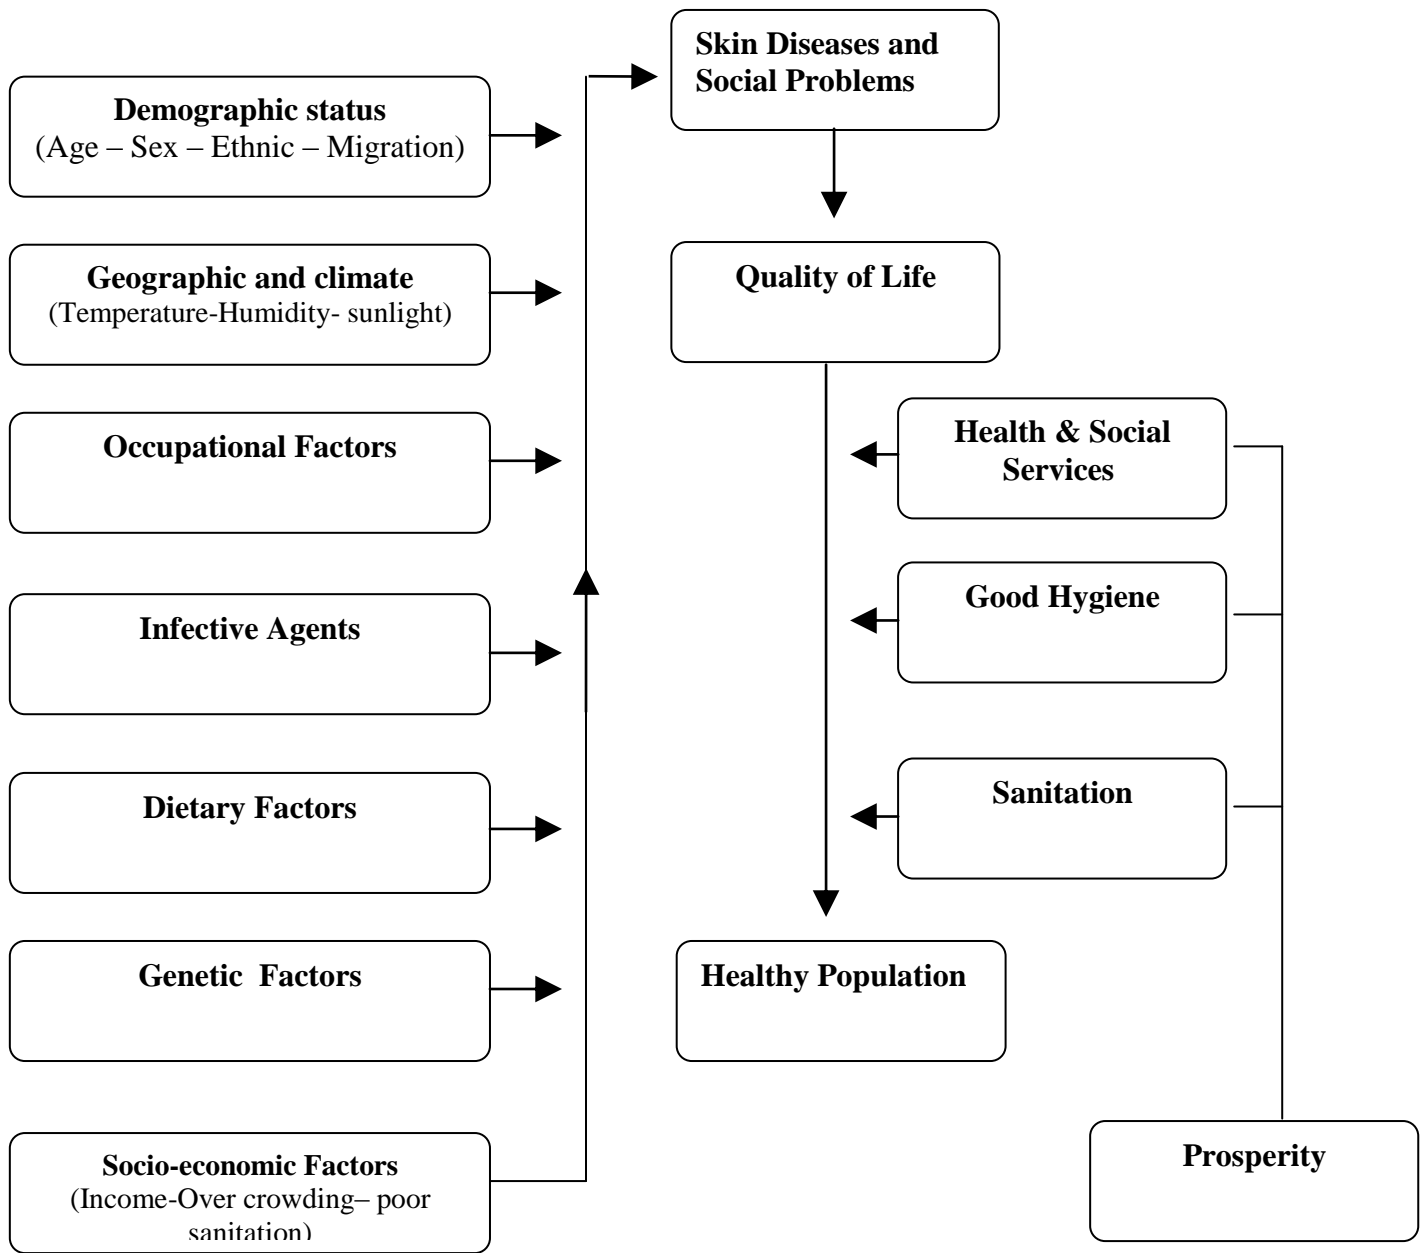 Skin Diseases and
Social Problems
Demographic status
(Age – Sex – Ethnic – Migration)
Geographic and climate
(Temperature-Humidity- sunlight)
Quality of Life
Occupational Factors
Health & Social
Services
Infective Agents
Good Hygiene
Dietary Factors
Sanitation
Genetic  Factors
Healthy Population
Socio-economic Factors
(Income-Over crowding– poor
sanitation)
Prosperity